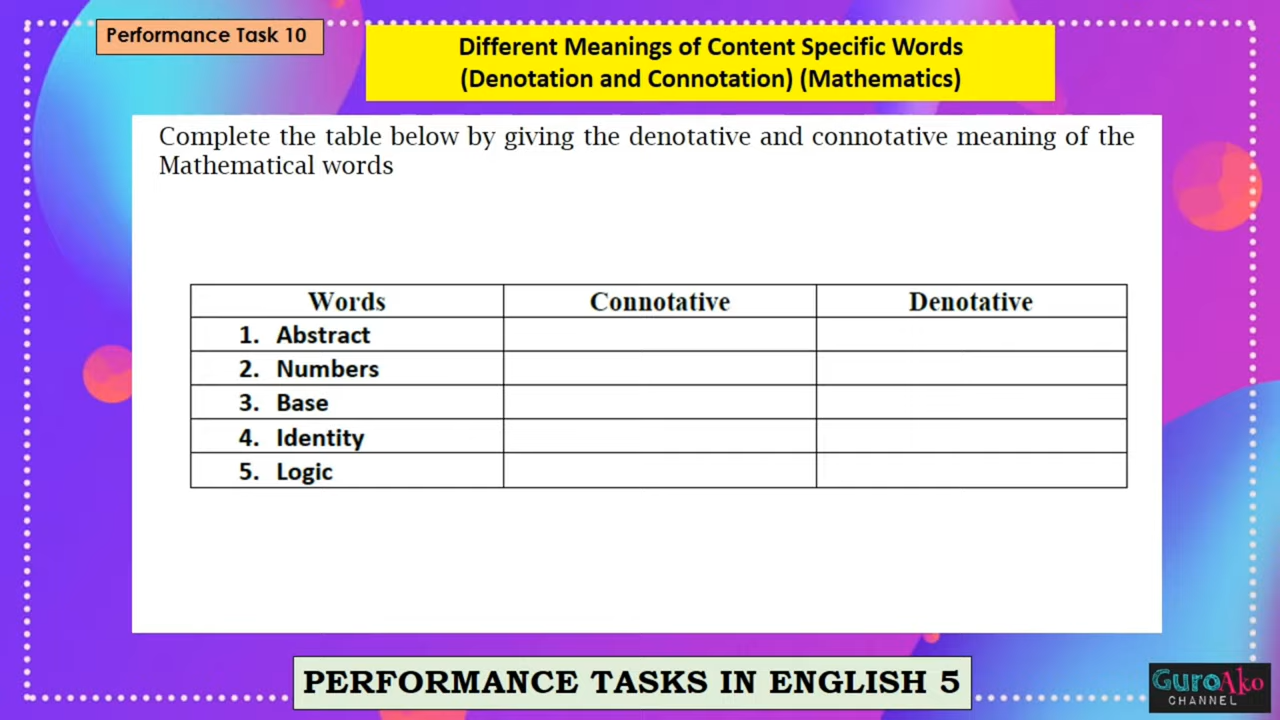 Performance Task 10
Different Meanings of Content Specific Words
(Denotation and Connotation) (Mathematics)
Complete the table below by giving the denotative and connotative meaning of the
Mathematical words
Words Connotative Denotative
1. Abstract
2. Numbers
3. Base
4. Identity
5. Logic
PERFORMANCE TASKS IN ENGLISH 5
GuroAko
CHANNEL